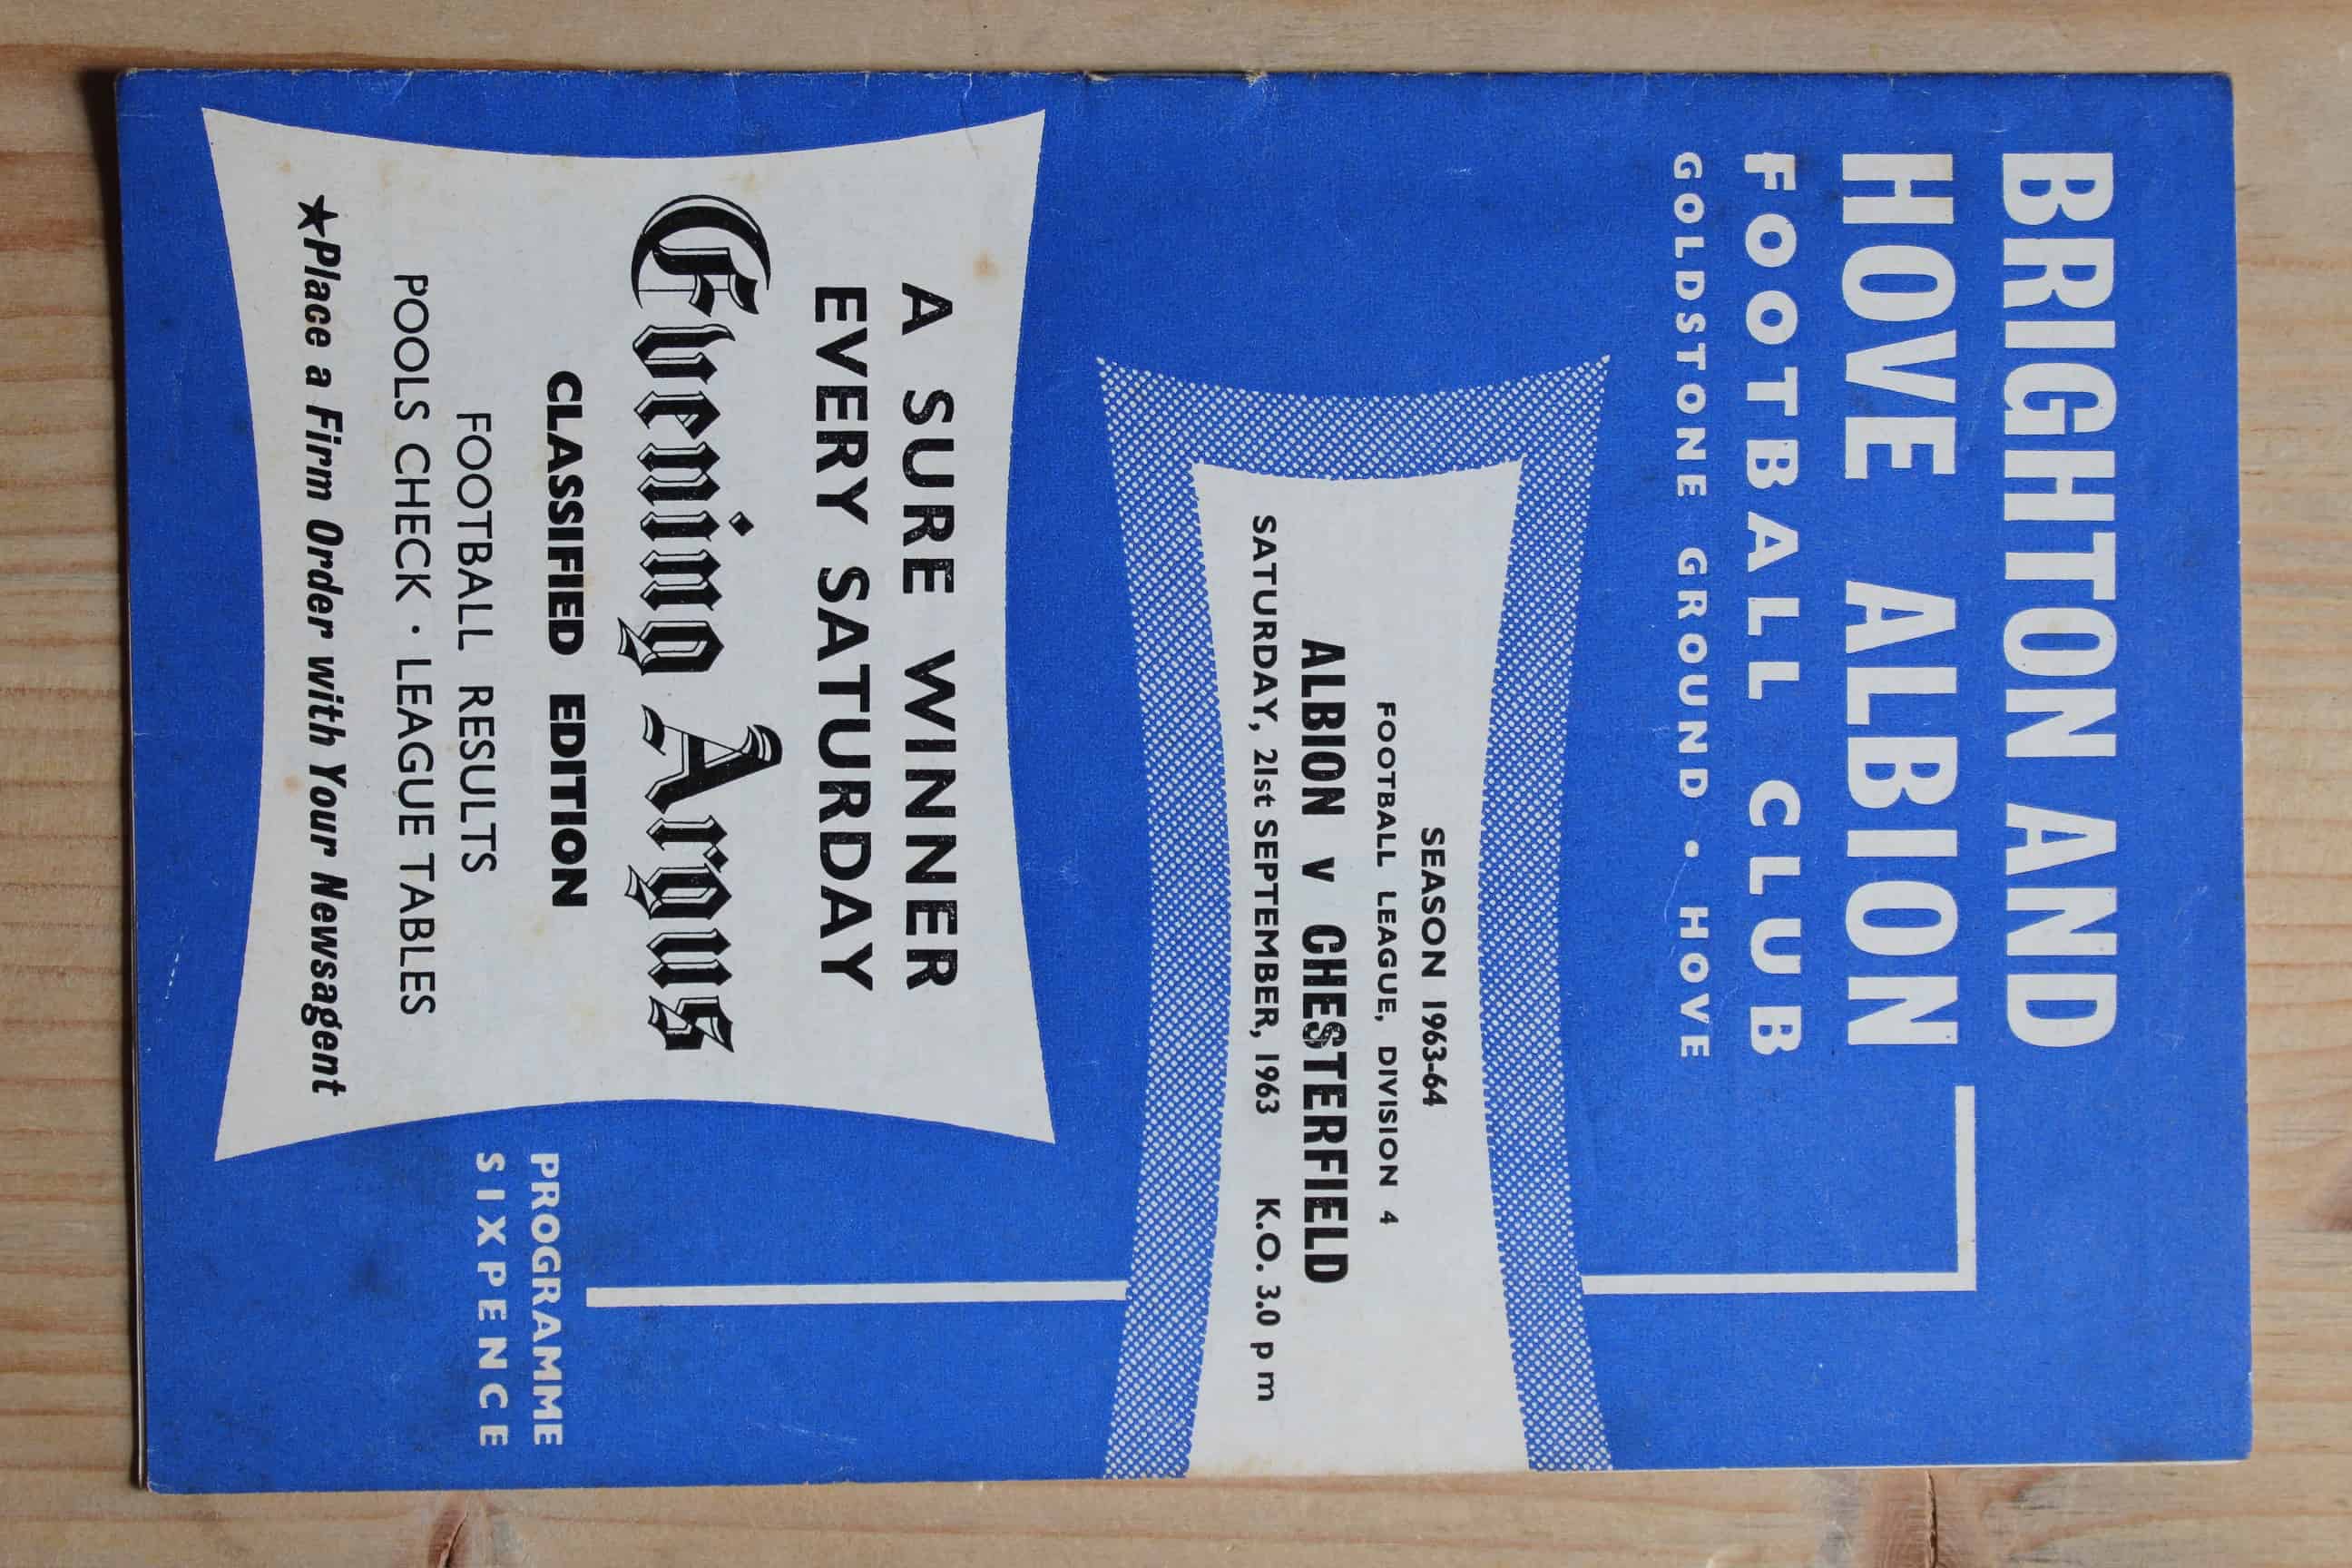 BRIGHTON AND
HOVE ALBION
FOOTBALL CLUB
GOLDSTONE GROUND • HOVE
SEASON 1963-64
FOOTBALL LEAGUE, DIVISION 4
ALBION v CHESTERFIELD
SATURDAY, 21st SEPTEMBER, 1963 K.O. 3.0 p m
A SURE WINNER
EVERY SATURDAY
Evening Argus
CLASSIFIED EDITION
FOOTBALL RESULTS
POOLS CHECK · LEAGUE TABLES
★Place a Firm Order with Your Newsagent
PROGRAMME
SIXPENCE